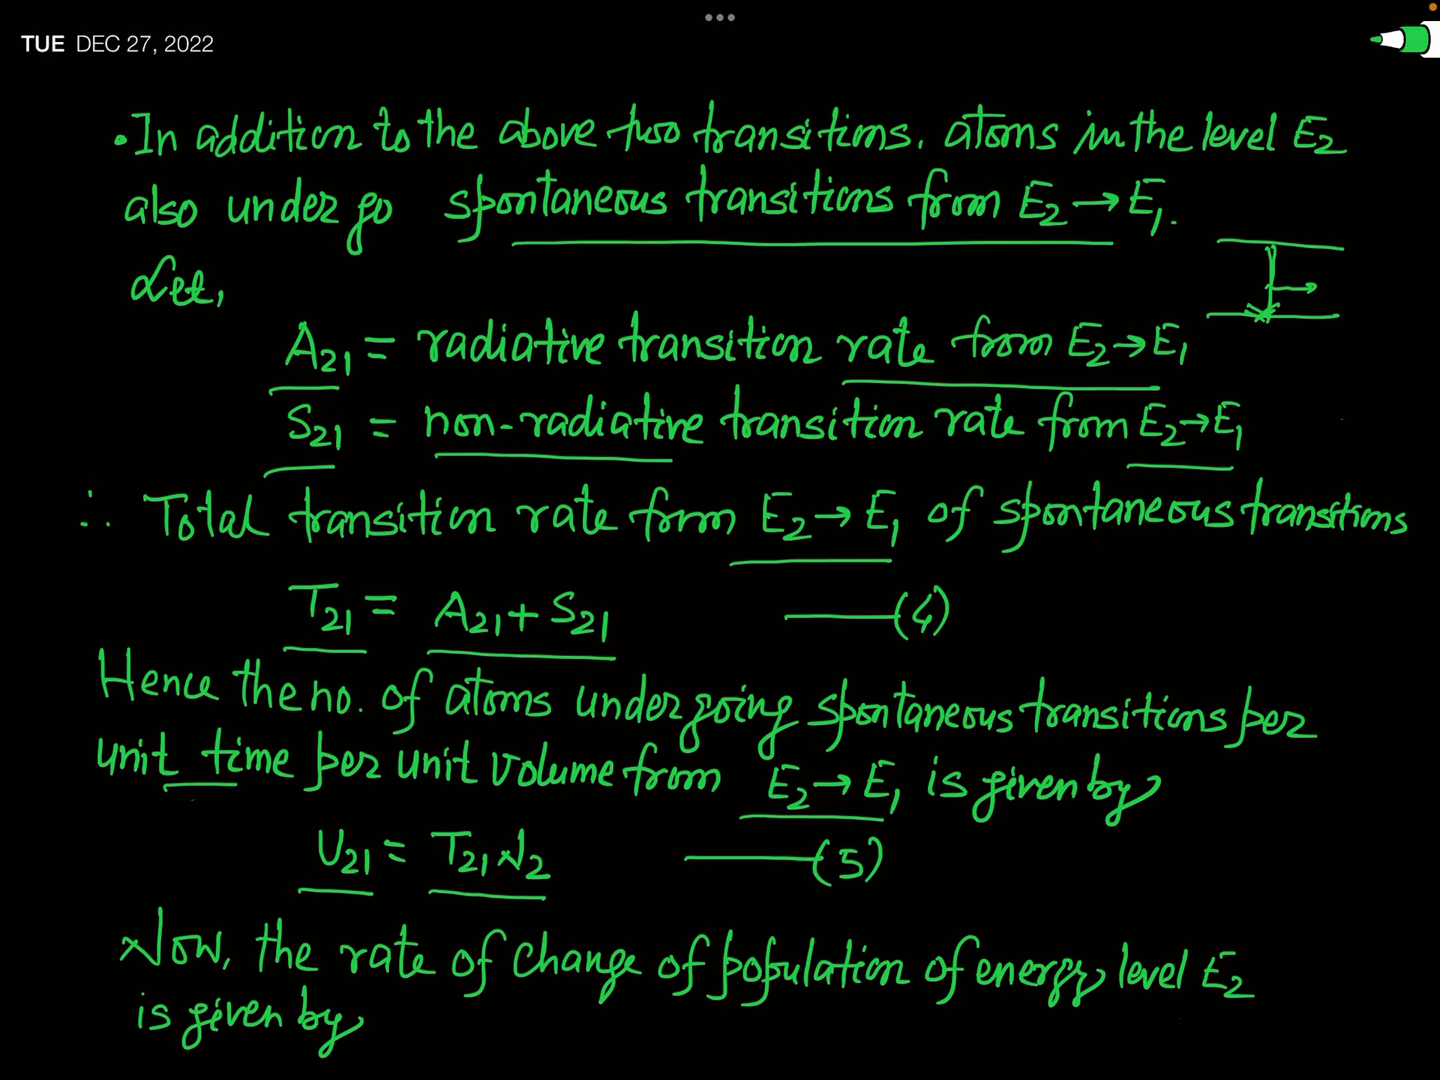 TUE DEC 27, 2022
• In addition to the above two transitions, atoms in the level E₂
also undergo spontaneous transitions from E₂ → E₁.
Let,
A₂₁ = radiative transition rate from E₂ → E₁
S₂₁ = non-radiative transition rate from E₂ → E₁
∴ Total transition rate from E₂ → E₁ of spontaneous transitions
T₂₁ = A₂₁ + S₂₁ —(4)
Hence the no. of atoms undergoing spontaneous transitions per
unit time per unit volume from E₂ → E₁ is given by
U₂₁ = T₂₁ N₂ —(5)
Now, the rate of change of population of energy level E₂
is given by